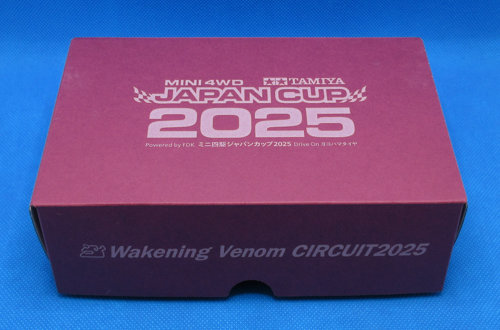 MINI 4WD TAMIYA
JAPAN CUP
2025
Powered by FDK ミニ四駆ジャパンカップ2025 Drive On ヨコハマタイヤ
Wakening Venom CIRCUIT2025